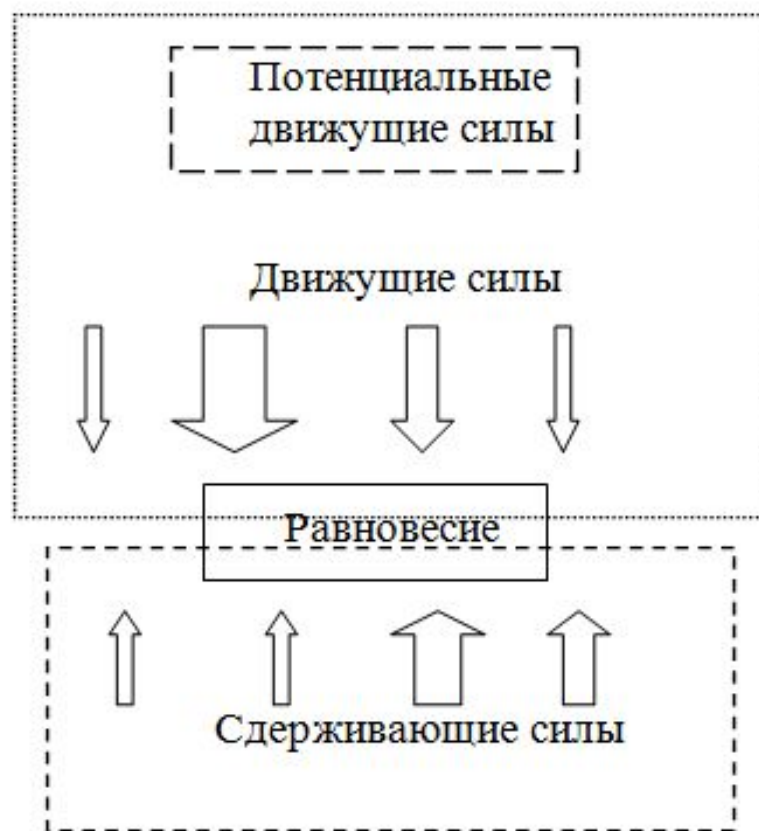 Потенциальные
движущие силы
Движущие силы
Равновесие
Сдерживающие силы